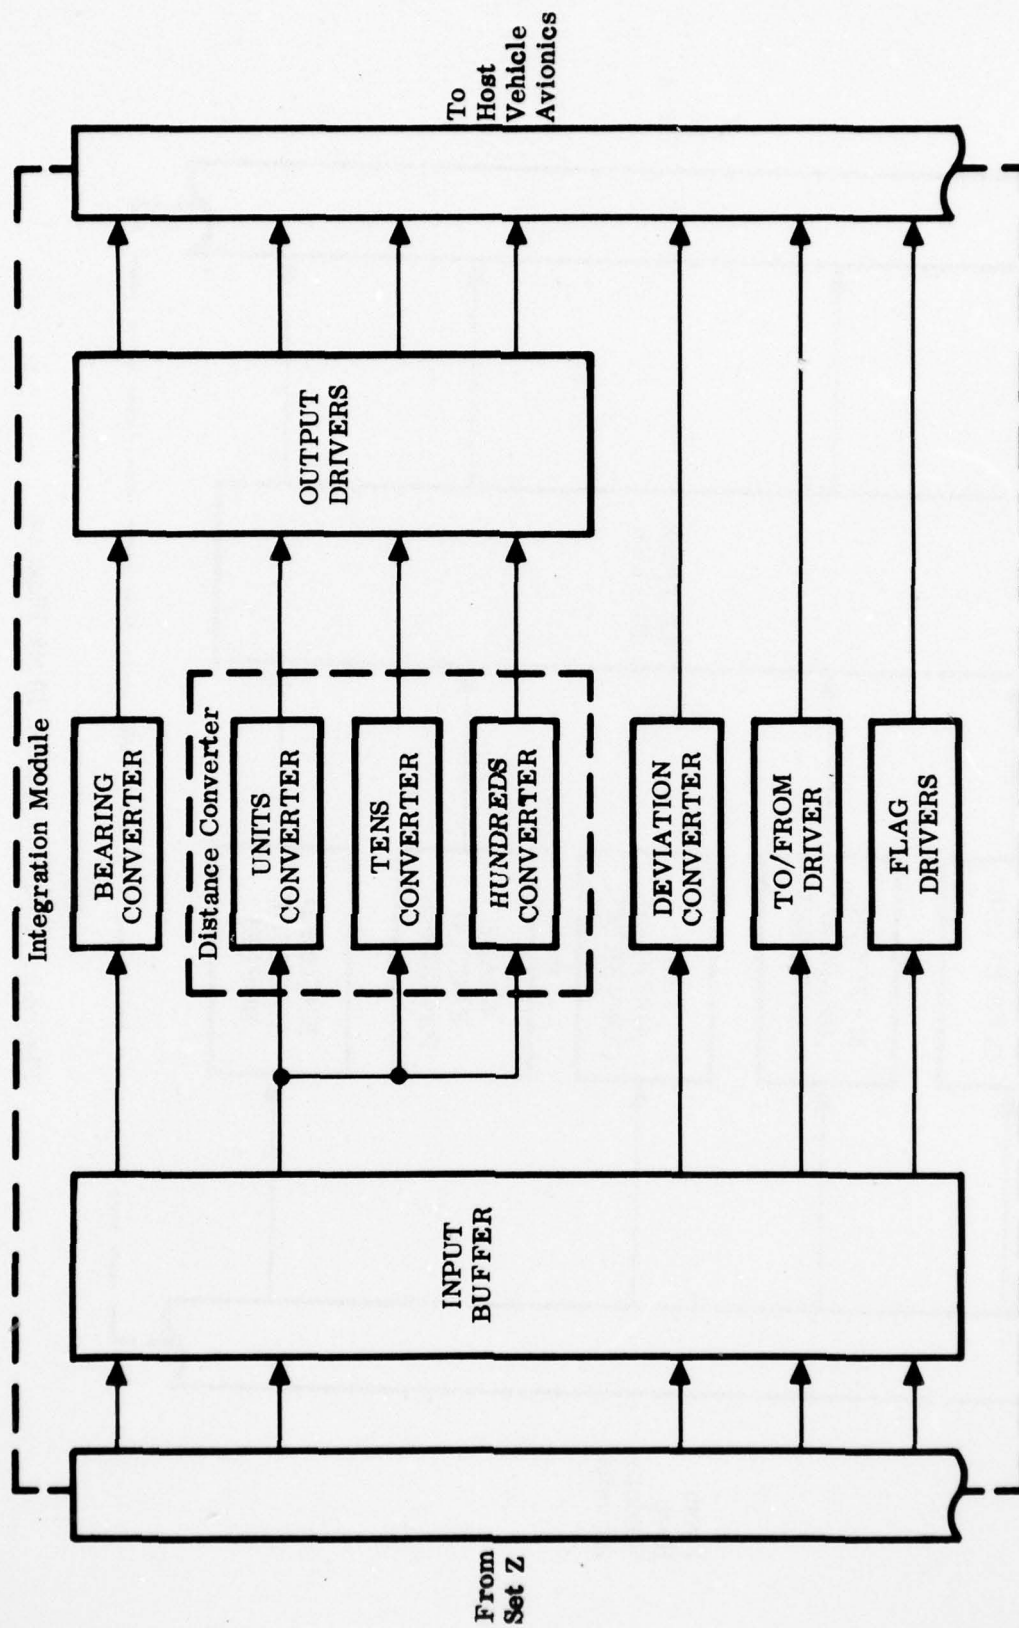 Integration Module
From
Set Z
INPUT
BUFFER
BEARING
CONVERTER
Distance Converter
UNITS
CONVERTER
TENS
CONVERTER
HUNDREDS
CONVERTER
DEVIATION
CONVERTER
TO/FROM
DRIVER
FLAG
DRIVERS
OUTPUT
DRIVERS
To
Host
Vehicle
Avionics